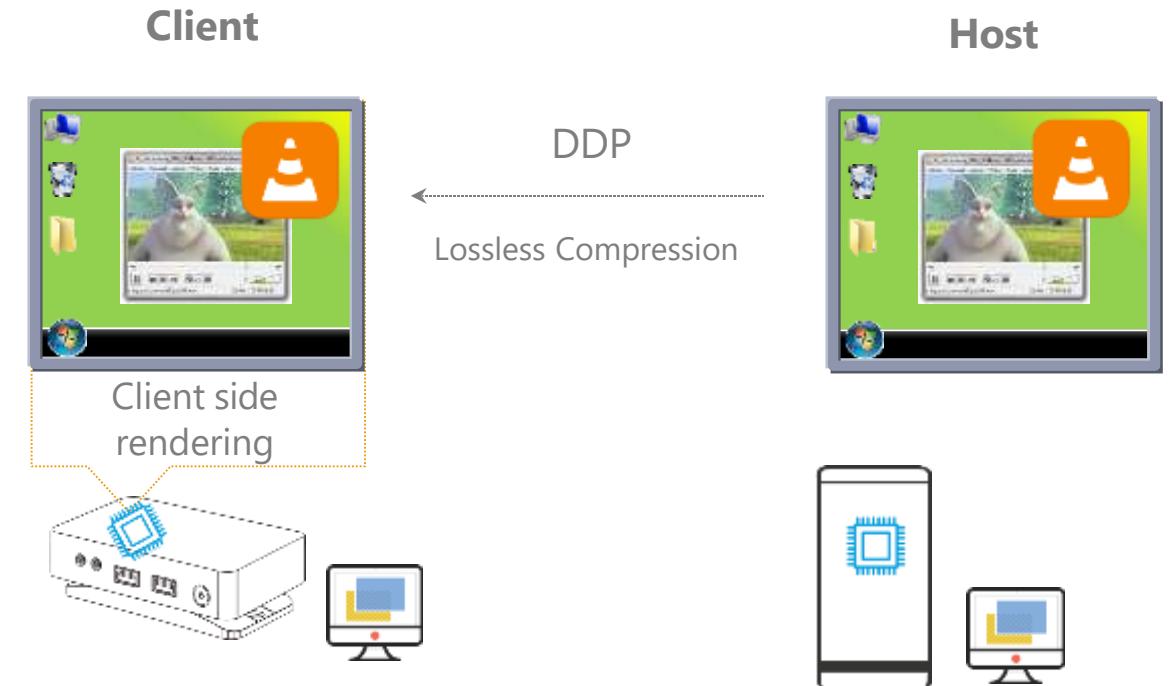 Client
Host
DDP
Lossless Compression
Client side
rendering